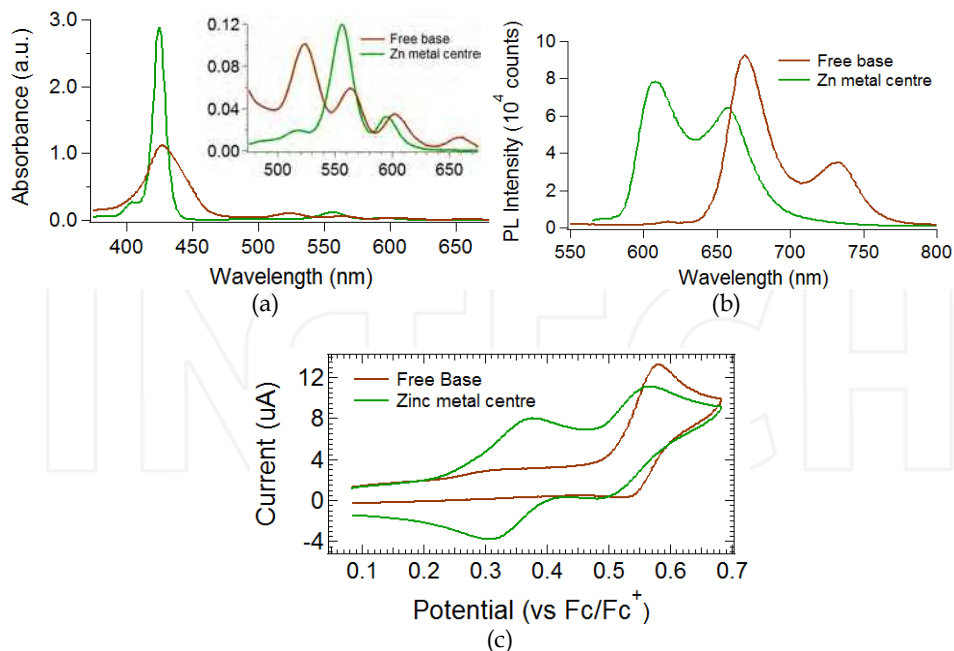 3.0
2.0
1.0
0.0
Absorbance (a.u.)
400
450
500
550
600
650
Wavelength (nm)
0.12
0.08
0.04
0.00
500
550
600
650
Free base
Zn metal centre
(a)
10
8
6
4
2
0
PL Intensity (10⁴ counts)
Free base
Zn metal centre
550
600
650
700
750
800
Wavelength (nm)
(b)
INTECH
12
8
4
0
-4
Current (uA)
Free Base
Zinc metal centre
0.1
0.2
0.3
0.4
0.5
0.6
0.7
Potential (vs Fc/Fc⁺)
(c)